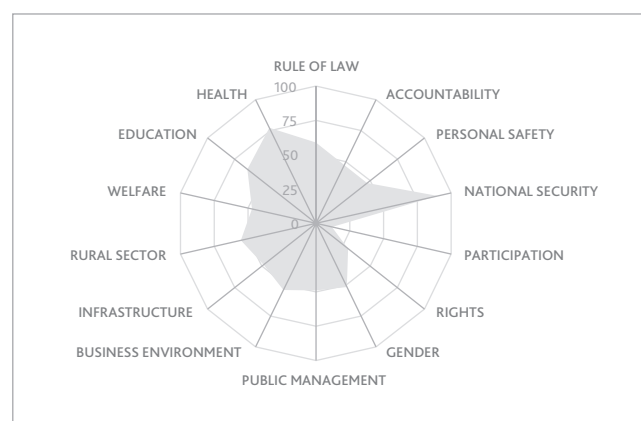 RULE OF LAW
100
HEALTH
ACCOUNTABILITY
75
EDUCATION
PERSONAL SAFETY
50
WELFARE
NATIONAL SECURITY
25
0
RURAL SECTOR
PARTICIPATION
INFRASTRUCTURE
RIGHTS
BUSINESS ENVIRONMENT
GENDER
PUBLIC MANAGEMENT